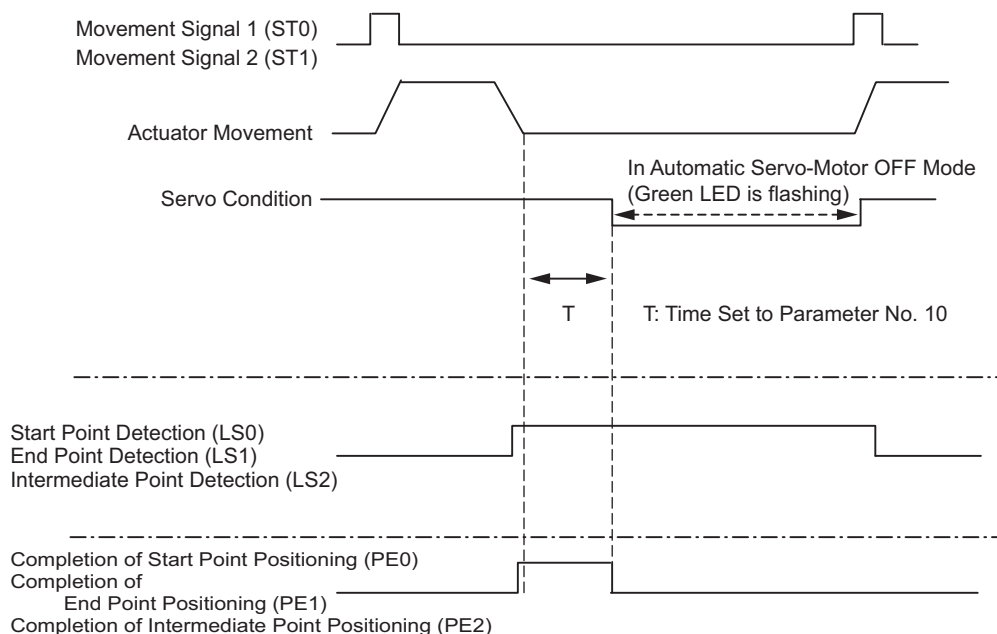 Movement Signal 1 (ST0)
Movement Signal 2 (ST1)
Actuator Movement
In Automatic Servo-Motor OFF Mode
(Green LED is flashing)
Servo Condition
T
T: Time Set to Parameter No. 10
Start Point Detection (LS0)
End Point Detection (LS1)
Intermediate Point Detection (LS2)
Completion of Start Point Positioning (PE0)
Completion of
End Point Positioning (PE1)
Completion of Intermediate Point Positioning (PE2)